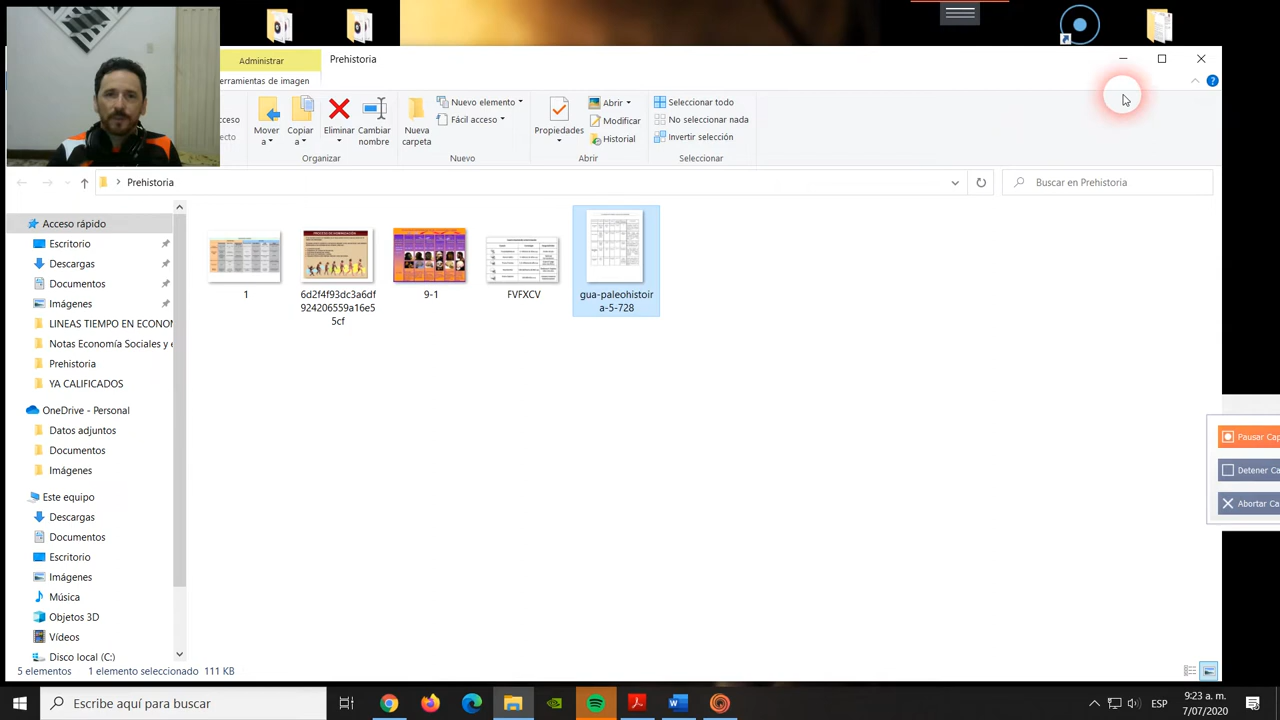 Administrar
Prehistoria
erramientas de imagen
Mover a
Copiar a
Eliminar
Cambiar nombre
Organizar
Nueva carpeta
Nuevo elemento
Fácil acceso
Nuevo
Propiedades
Abrir
Modificar
Historial
Abrir
Seleccionar todo
No seleccionar nada
Invertir selección
Seleccionar
Prehistoria
Buscar en Prehistoria
Acceso rápido
Escritorio
Descargas
Documentos
Imágenes
LINEAS TIEMPO EN ECONOM
Notas Economía Sociales y e
Prehistoria
YA CALIFICADOS
OneDrive - Personal
Datos adjuntos
Documentos
Imágenes
Este equipo
Descargas
Documentos
Escritorio
Imágenes
Música
Objetos 3D
Vídeos
Disco local (C:)
1
6d2f4f93dc3a6df
924206559a16e5
5cf
9-1
FVFXCV
gua-paleohistoir
a-5-728
Pausar Cap
Detener Ca
Abortar Ca
5 elementos
1 elemento seleccionado 111 KB
Escribe aquí para buscar
ESP
9:23 a. m.
7/07/2020